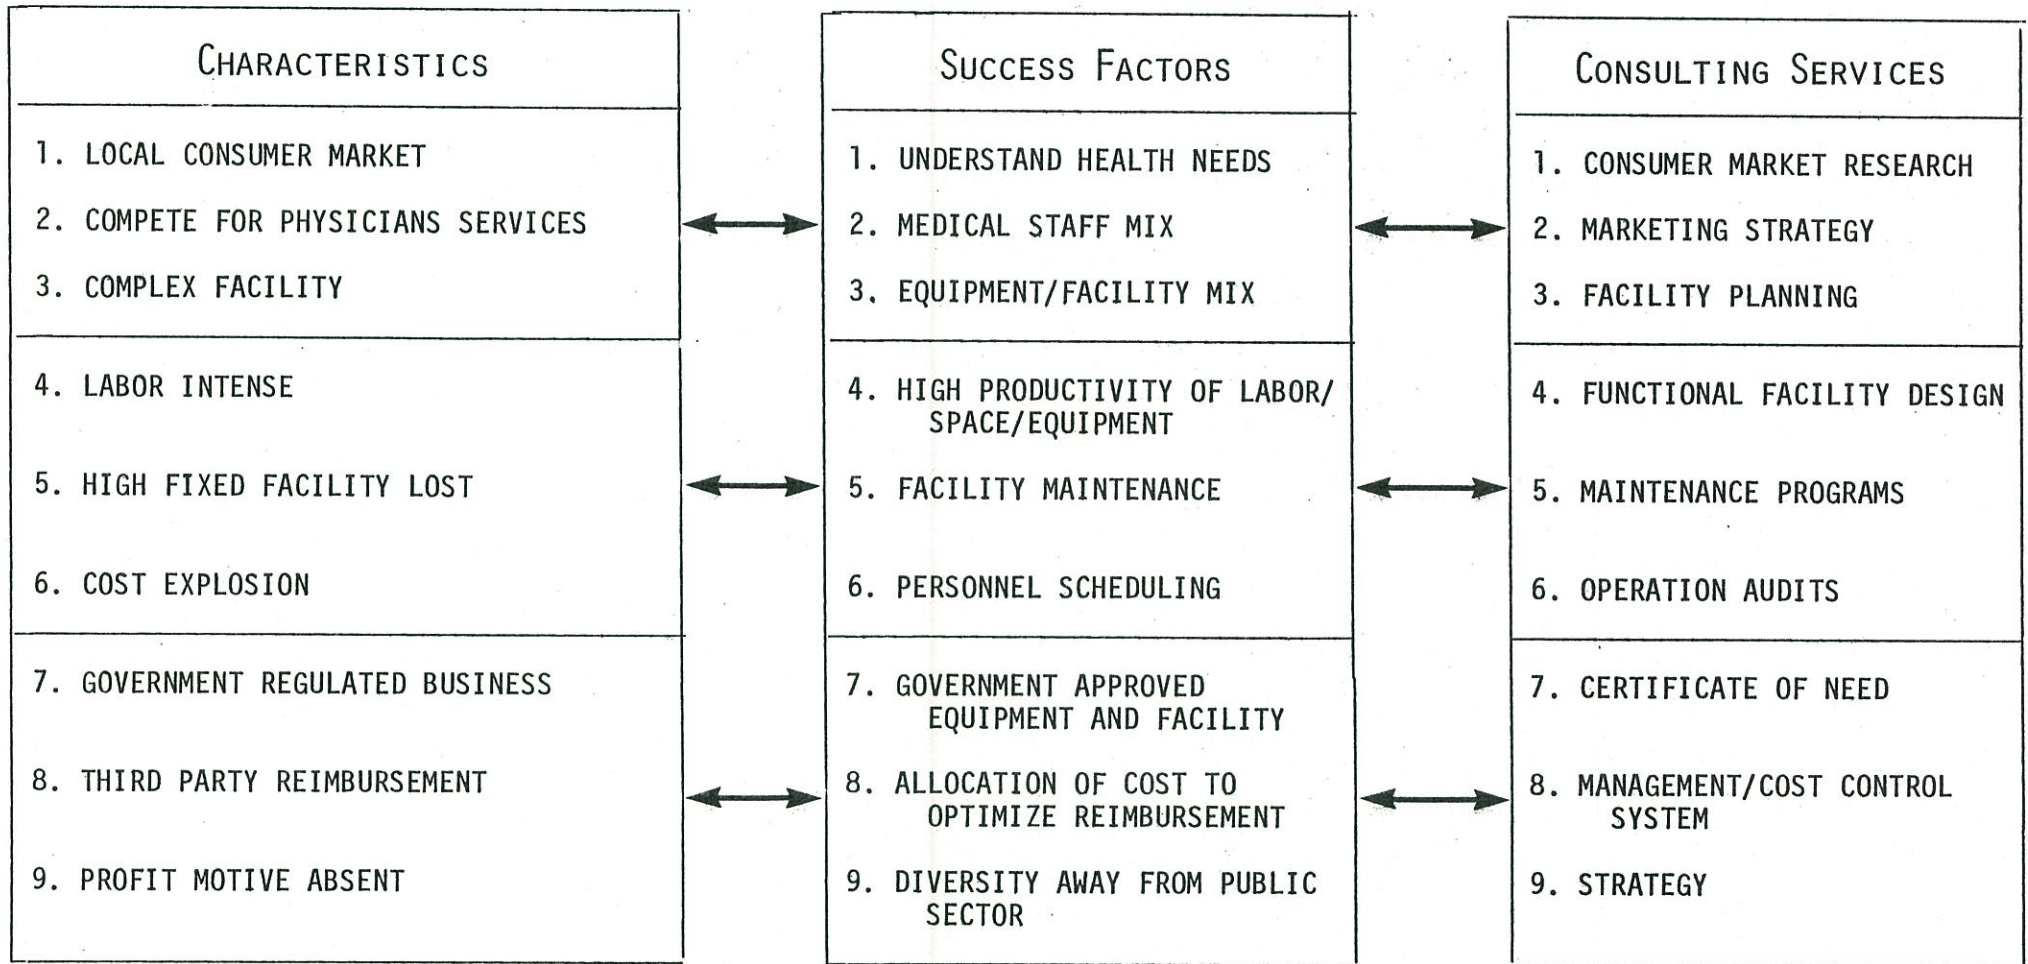 CHARACTERISTICS
1. LOCAL CONSUMER MARKET
2. COMPETE FOR PHYSICIANS SERVICES
3. COMPLEX FACILITY
4. LABOR INTENSE
5. HIGH FIXED FACILITY LOST
6. COST EXPLOSION
7. GOVERNMENT REGULATED BUSINESS
8. THIRD PARTY REIMBURSEMENT
9. PROFIT MOTIVE ABSENT
SUCCESS FACTORS
1. UNDERSTAND HEALTH NEEDS
2. MEDICAL STAFF MIX
3. EQUIPMENT/FACILITY MIX
4. HIGH PRODUCTIVITY OF LABOR/
SPACE/EQUIPMENT
5. FACILITY MAINTENANCE
6. PERSONNEL SCHEDULING
7. GOVERNMENT APPROVED
EQUIPMENT AND FACILITY
8. ALLOCATION OF COST TO
OPTIMIZE REIMBURSEMENT
9. DIVERSITY AWAY FROM PUBLIC
SECTOR
CONSULTING SERVICES
1. CONSUMER MARKET RESEARCH
2. MARKETING STRATEGY
3. FACILITY PLANNING
4. FUNCTIONAL FACILITY DESIGN
5. MAINTENANCE PROGRAMS
6. OPERATION AUDITS
7. CERTIFICATE OF NEED
8. MANAGEMENT/COST CONTROL
SYSTEM
9. STRATEGY